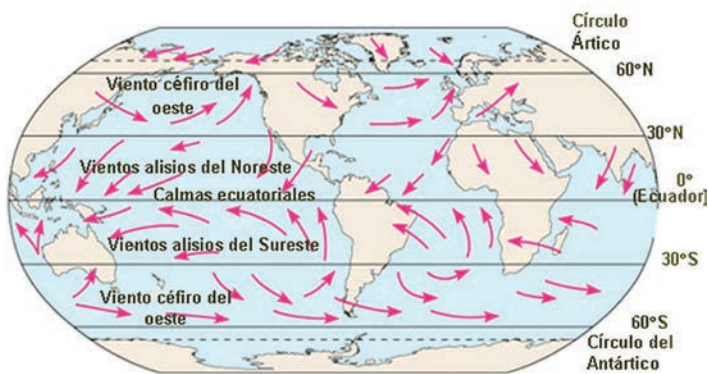 Círculo
Ártico
60°N
Viento céfiro del
oeste
30°N
Vientos alisios del Noreste
Calmas ecuatoriales
0°
(Ecuador)
Vientos alisios del Sureste
30°S
Viento céfiro del
oeste
60°S
Círculo del
Antártico